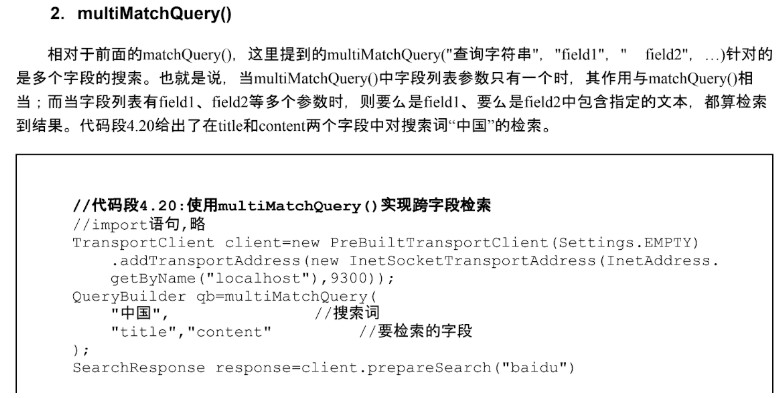 2. multiMatchQuery()
相对于前面的matchQuery()，这里提到的multiMatchQuery("查询字符串", "field1", " field2", …)针对的
是多个字段的搜索。也就是说，当multiMatchQuery()中字段列表参数只有一个时，其作用与matchQuery()相
当；而当字段列表有field1、field2等多个参数时，则要么是field1、要么是field2中包含指定的文本，都算检索
到结果。代码段4.20给出了在title和content两个字段中对搜索词“中国”的检索。
//代码段4.20:使用multiMatchQuery()实现跨字段检索
//import语句,略
TransportClient client=new PreBuiltTransportClient(Settings.EMPTY)
.addTransportAddress(new InetSocketTransportAddress(InetAddress.
getByName("localhost"),9300));
QueryBuilder qb=multiMatchQuery(
"中国", //搜索词
"title","content" //要检索的字段
);
SearchResponse response=client.prepareSearch("baidu")